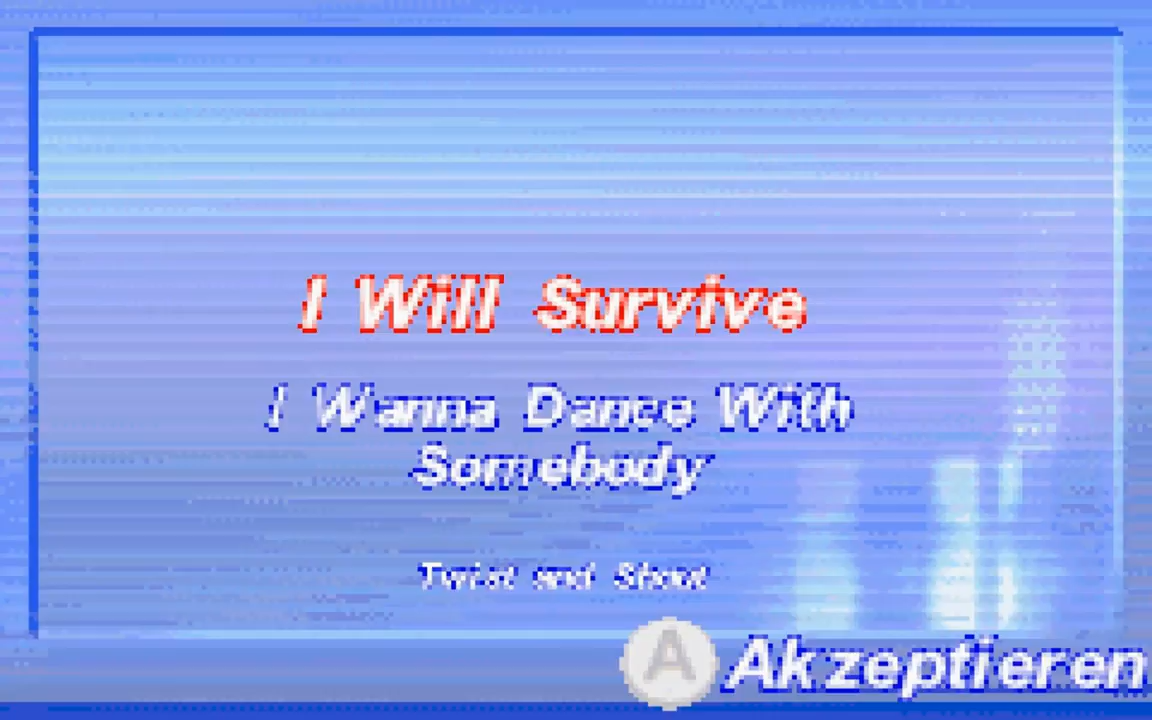 I Will Survive
I Wanna Dance With
Somebody
Twist and Shout
A Akzeptieren